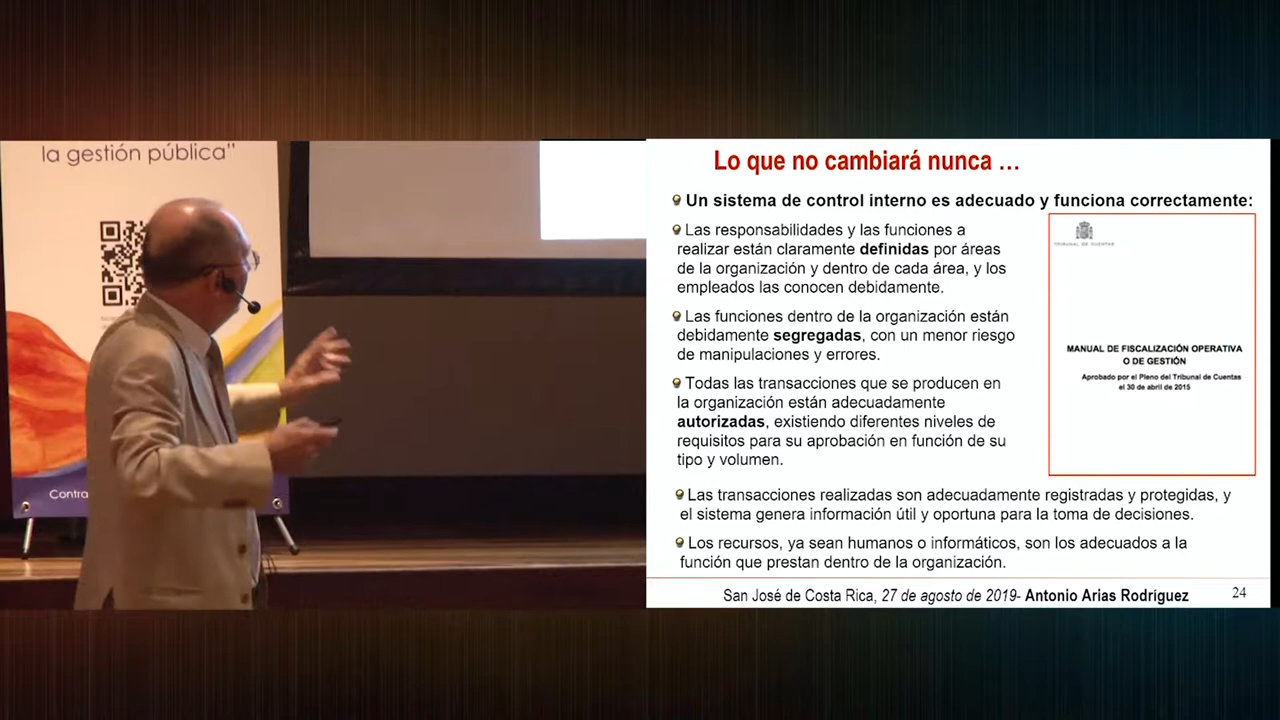 la gestión pública”
Contra
Lo que no cambiará nunca …
Un sistema de control interno es adecuado y funciona correctamente:
Las responsabilidades y las funciones a
realizar están claramente definidas por áreas
de la organización y dentro de cada área, y los
empleados las conocen debidamente.
Las funciones dentro de la organización están
debidamente segregadas, con un menor riesgo
de manipulaciones y errores.
Todas las transacciones que se producen en
la organización están adecuadamente
autorizadas, existiendo diferentes niveles de
requisitos para su aprobación en función de su
tipo y volumen.
TRIBUNAL DE CUENTAS
MANUAL DE FISCALIZACIÓN OPERATIVA
O DE GESTIÓN
Aprobado por el Pleno del Tribunal de Cuentas
el 30 de abril de 2015
Las transacciones realizadas son adecuadamente registradas y protegidas, y
el sistema genera información útil y oportuna para la toma de decisiones.
Los recursos, ya sean humanos o informáticos, son los adecuados a la
función que prestan dentro de la organización.
San José de Costa Rica, 27 de agosto de 2019- Antonio Arias Rodríguez
24